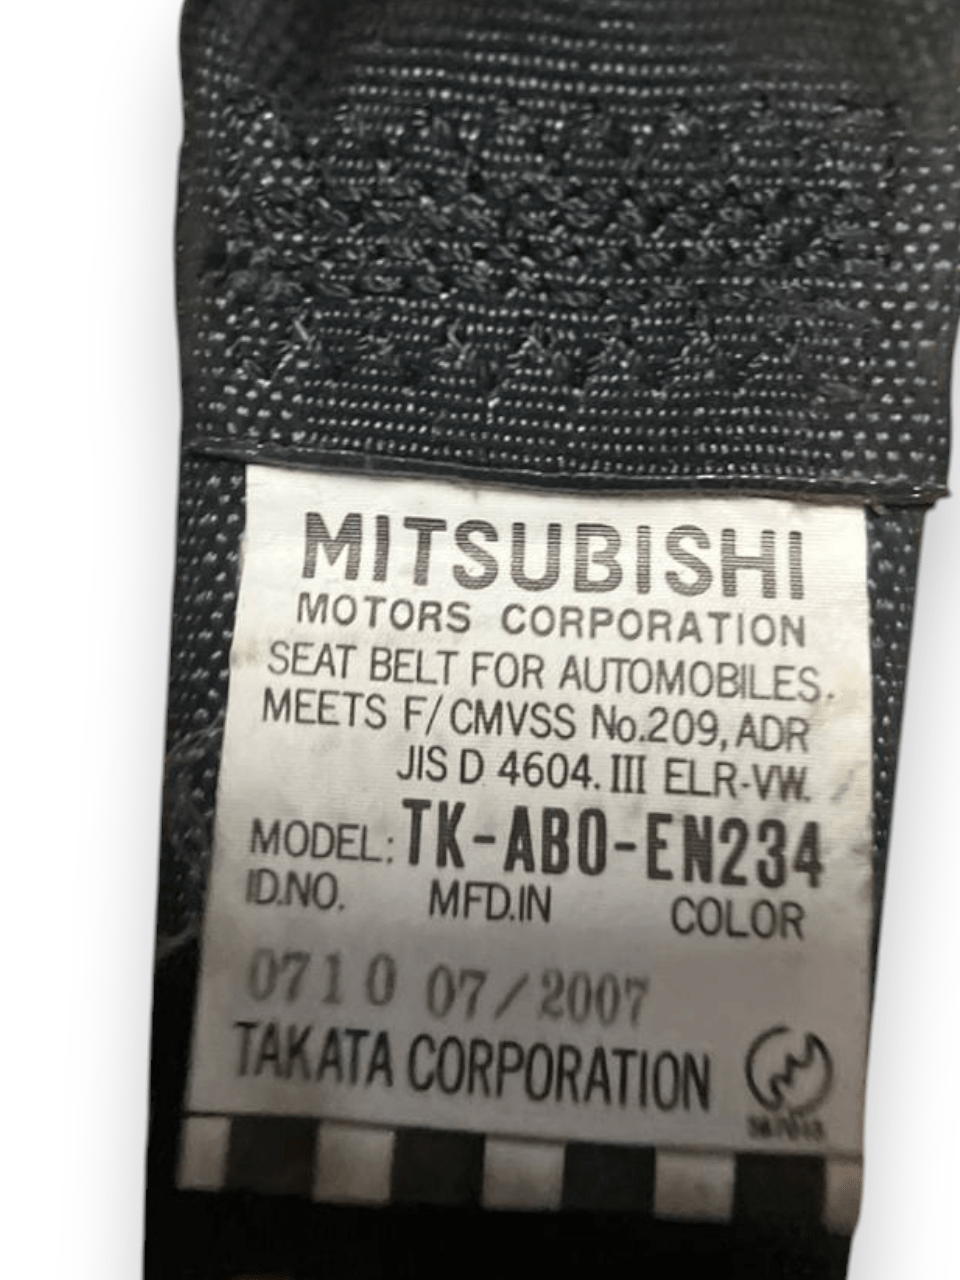 MITSUBISHI
MOTORS CORPORATION
SEAT BELT FOR AUTOMOBILES.
MEETS F/CMVSS No.209, ADR
JIS D 4604. III ELR-VW.
MODEL: TK-AB0-EN234
ID.NO. MFD.IN COLOR
0710 07/2007
TAKATA CORPORATION